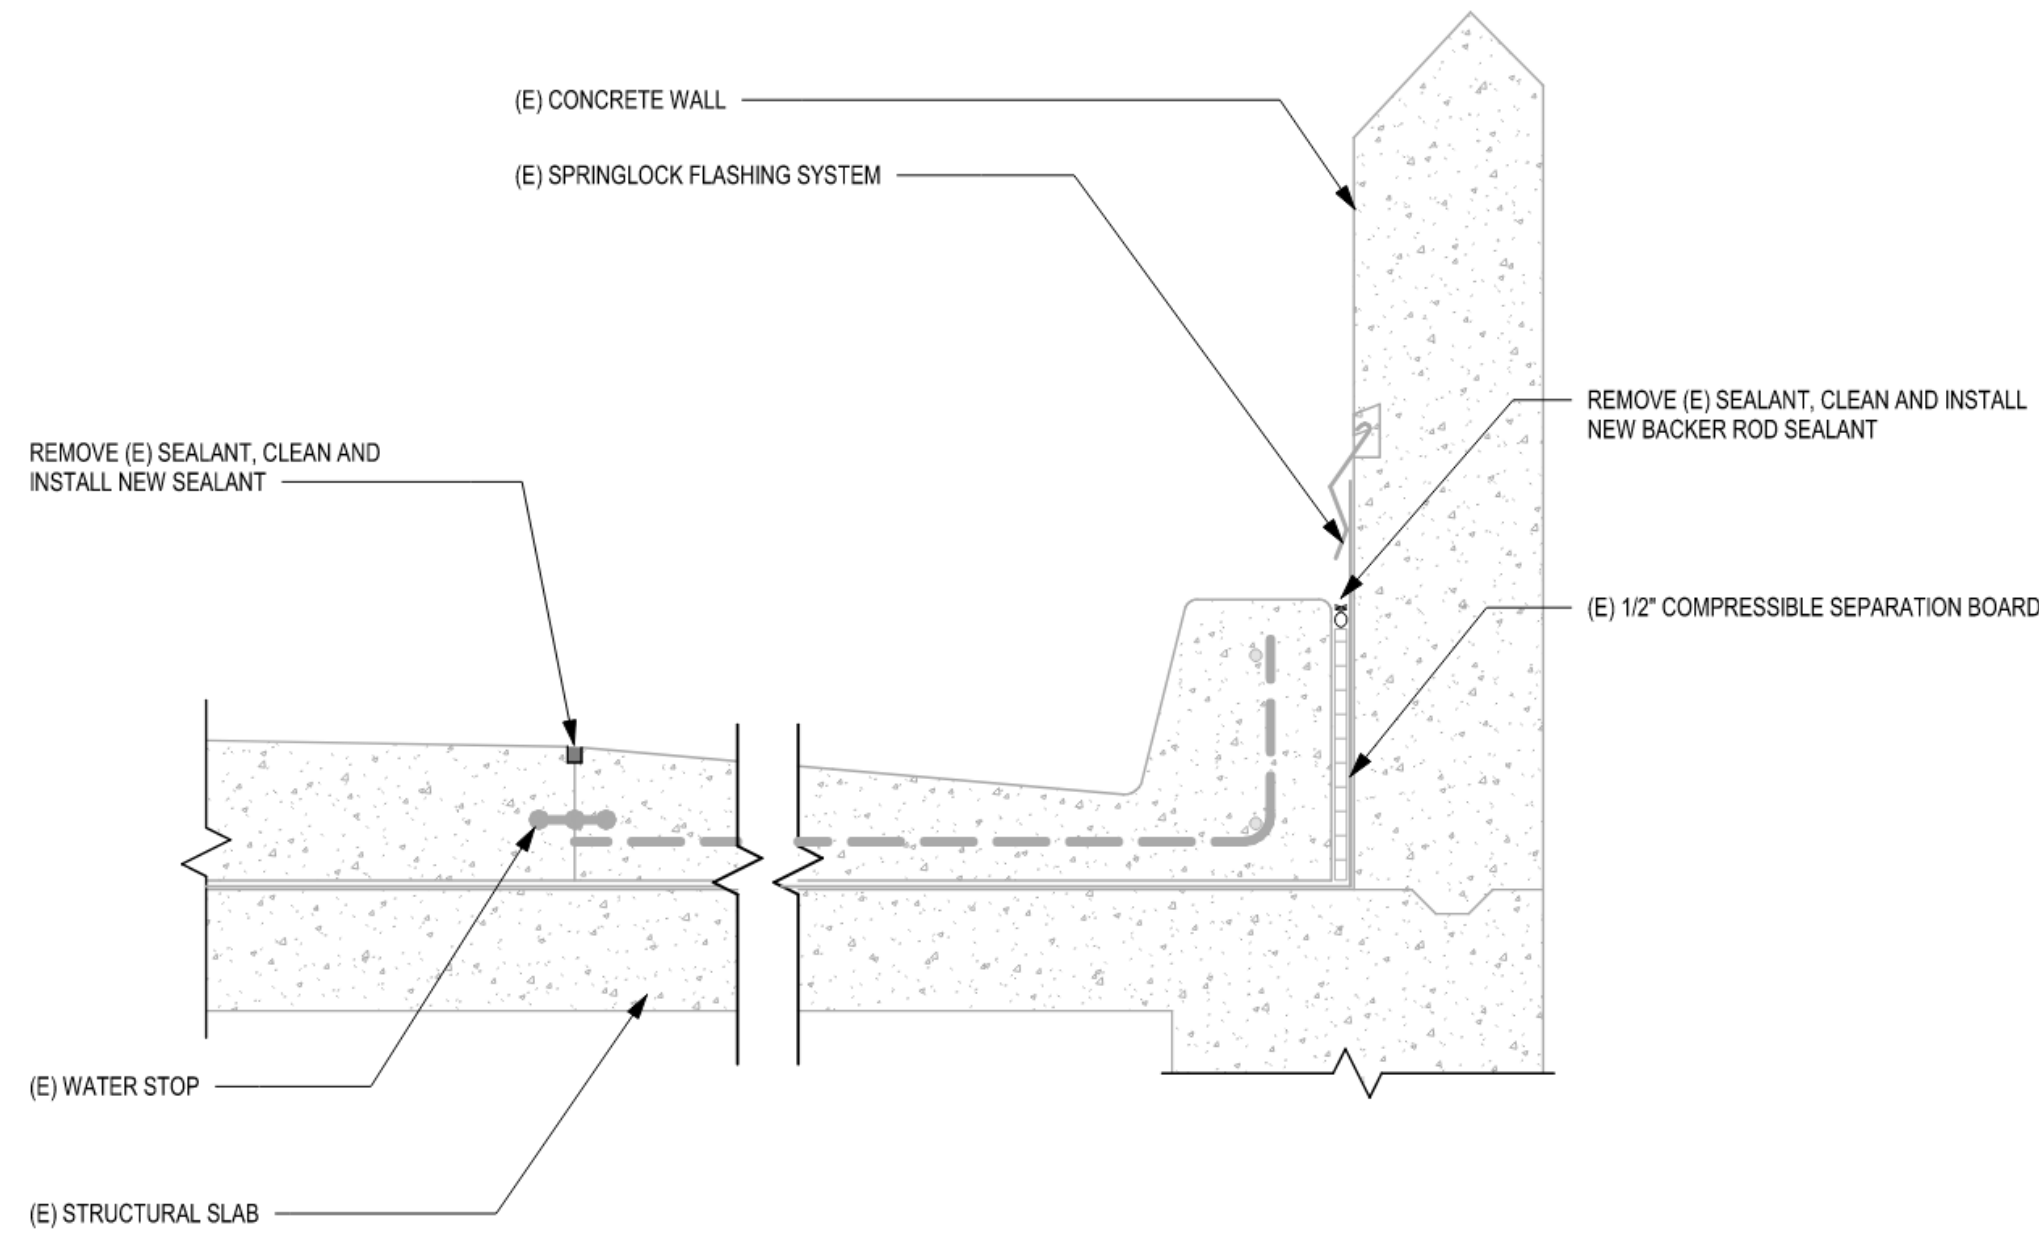 (E) CONCRETE WALL
(E) SPRINGLOCK FLASHING SYSTEM
REMOVE (E) SEALANT, CLEAN AND INSTALL
NEW BACKER ROD SEALANT
REMOVE (E) SEALANT, CLEAN AND
INSTALL NEW SEALANT
(E) 1/2" COMPRESSIBLE SEPARATION BOARD
(E) WATER STOP
(E) STRUCTURAL SLAB